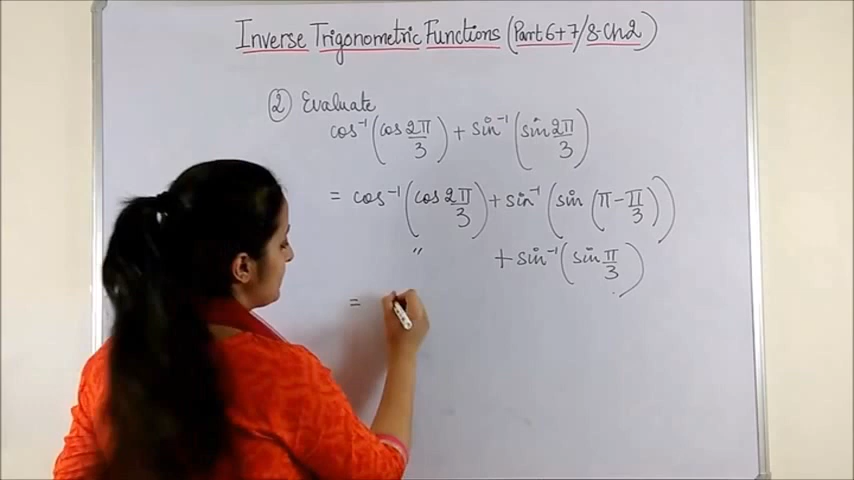 Inverse Trigonometric Functions (Part 6+7/8-Ch2)
② Evaluate
cos⁻¹(cos 2π/3) + sin⁻¹(sin 2π/3)
= cos⁻¹(cos 2π/3) + sin⁻¹(sin (π - π/3))
" + sin⁻¹(sin π/3)
=